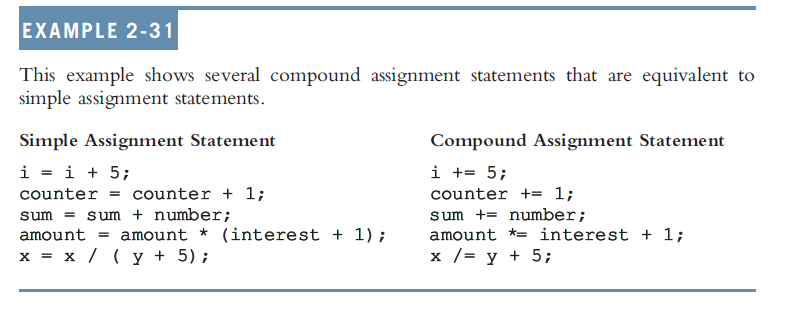 EXAMPLE 2-31
This example shows several compound assignment statements that are equivalent to
simple assignment statements.
Simple Assignment Statement
i = i + 5;
counter = counter + 1;
sum = sum + number;
amount = amount * (interest + 1);
x = x / ( y + 5);
Compound Assignment Statement
i += 5;
counter += 1;
sum += number;
amount *= interest + 1;
x /= y + 5;